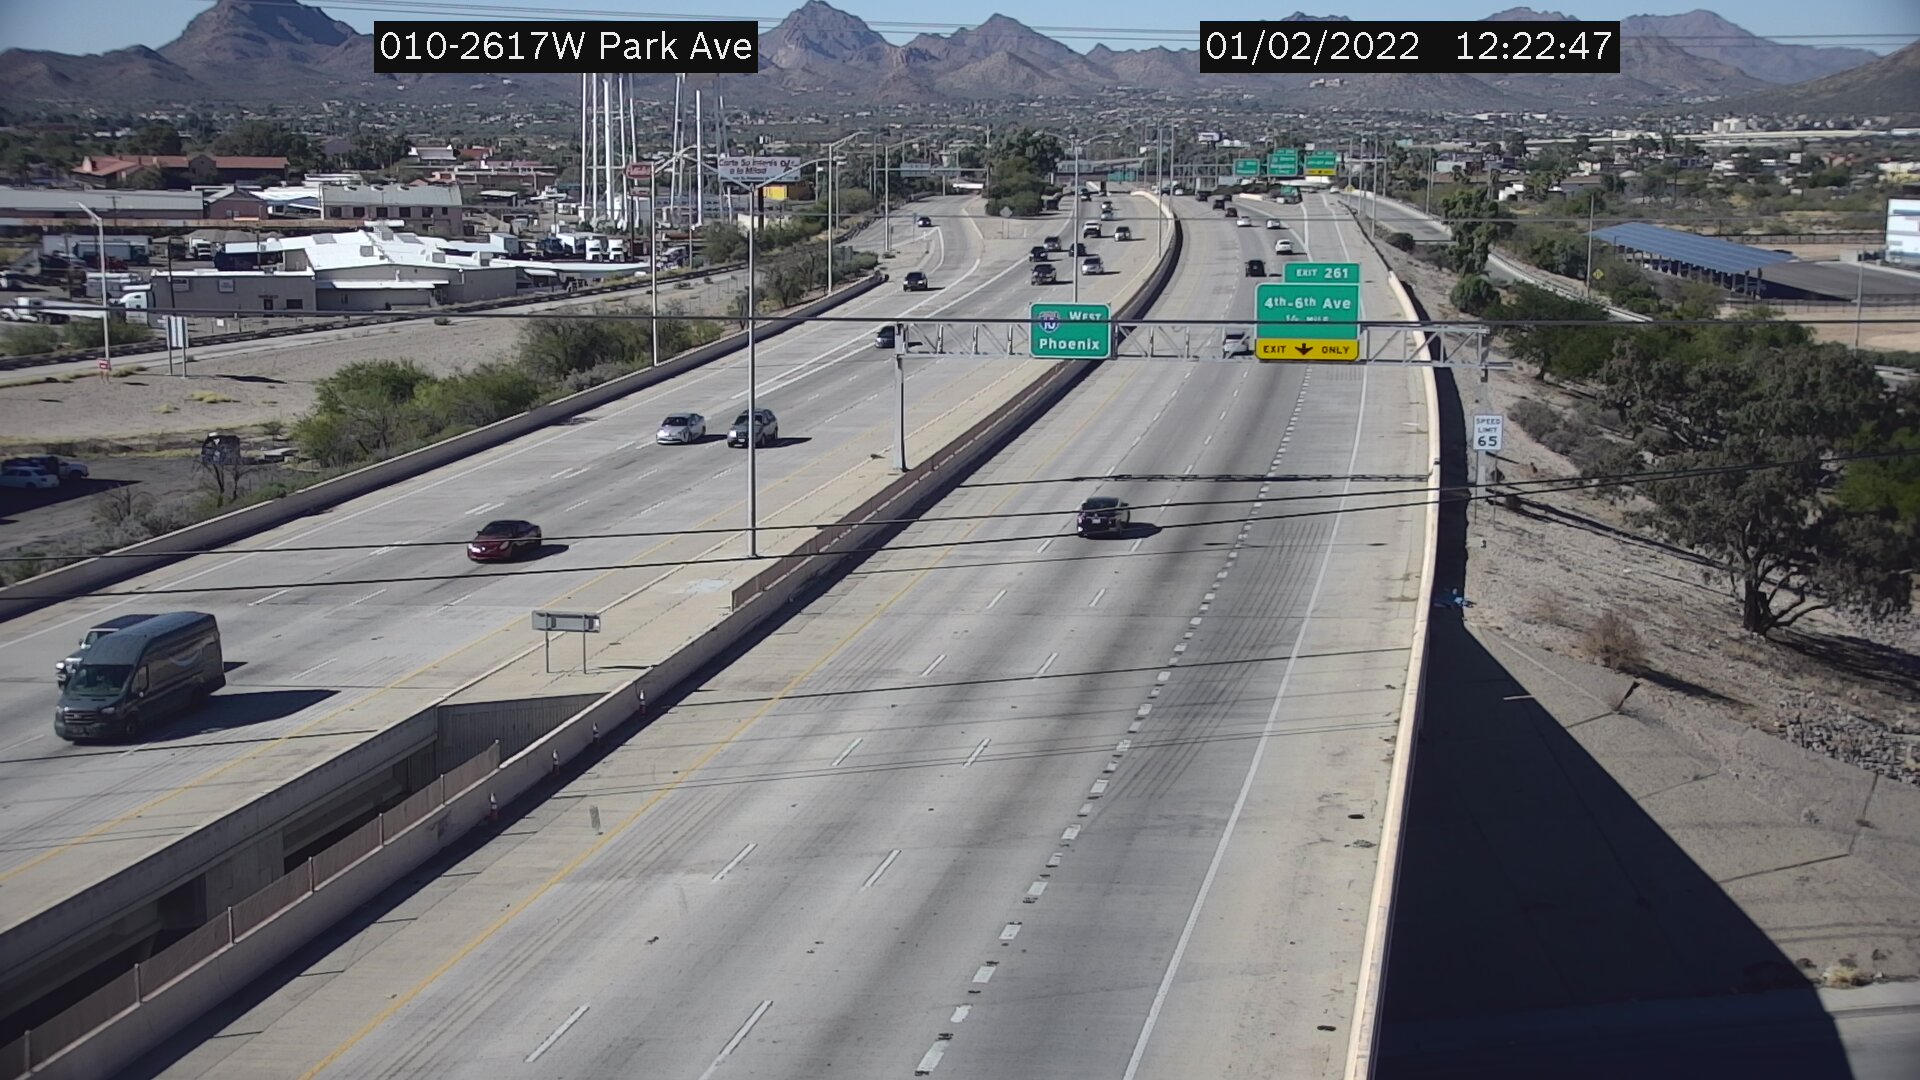 010-2617W Park Ave
01/02/2022 12:22:47
EXIT 261
4th-6th Ave
EXIT ONLY
WEST
Phoenix
SPEED
LIMIT
65